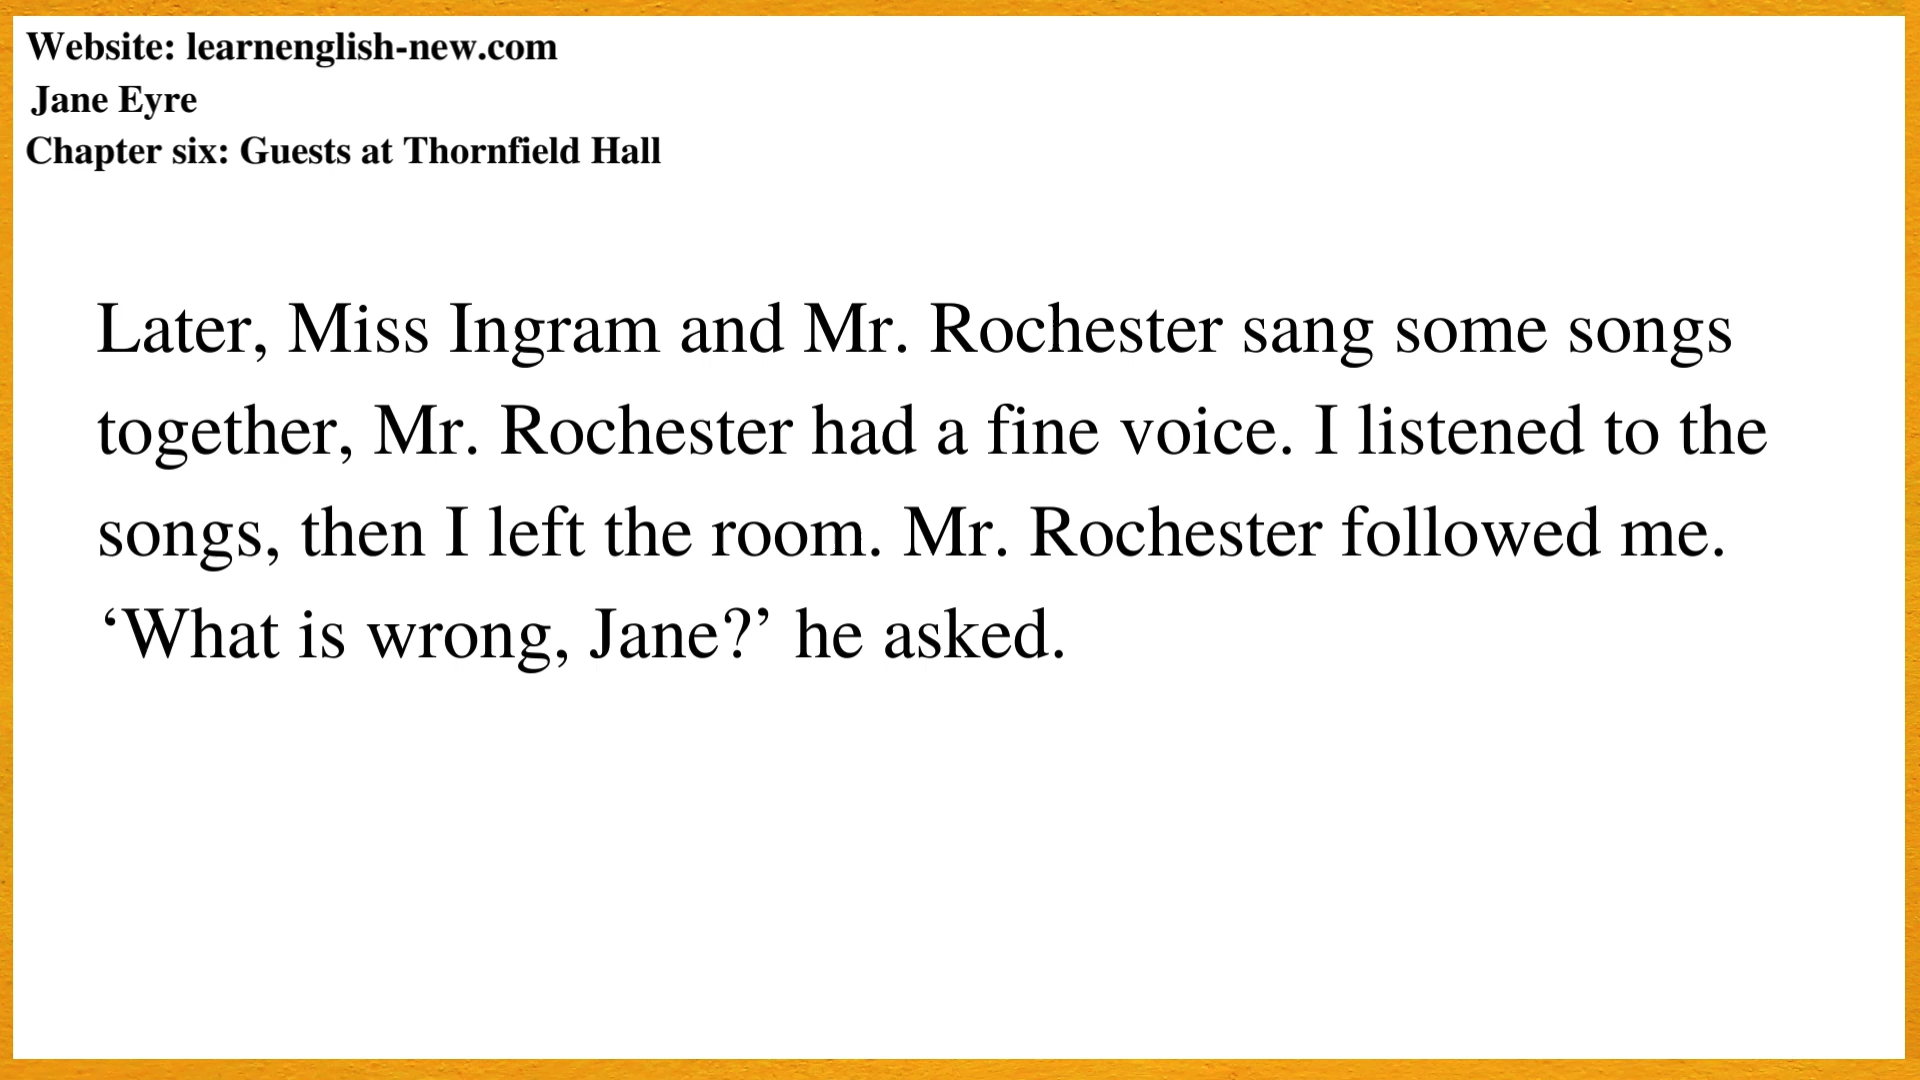 Website: learnenglish-new.com
Jane Eyre
Chapter six: Guests at Thornfield Hall
Later, Miss Ingram and Mr. Rochester sang some songs
together, Mr. Rochester had a fine voice. I listened to the
songs, then I left the room. Mr. Rochester followed me.
‘What is wrong, Jane?’ he asked.